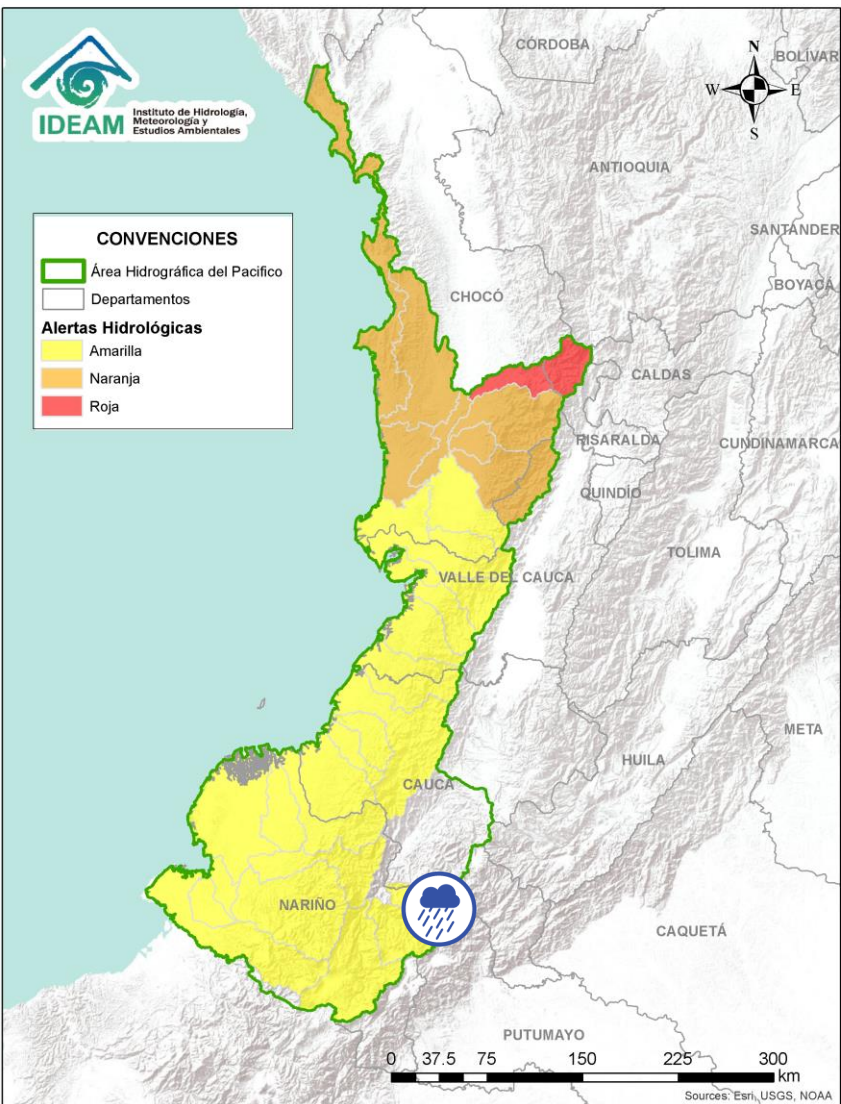 IDEAM
Instituto de Hidrología,
Meteorología y
Estudios Ambientales
N
W
E
S
CONVENCIONES
Área Hidrográfica del Pacifico
Departamentos
Alertas Hidrológicas
Amarilla
Naranja
Roja
CÓRDOBA
BOLÍVAR
ANTIOQUIA
SANTANDER
BOYACÁ
CHOCÓ
CALDAS
RISARALDA
CUNDINAMARCA
QUINDÍO
TOLIMA
VALLE DEL CAUCA
META
HUILA
CAUCA
NARIÑO
CAQUETÁ
PUTUMAYO
0 37.5 75 150 225 300
km
Sources: Esri, USGS, NOAA